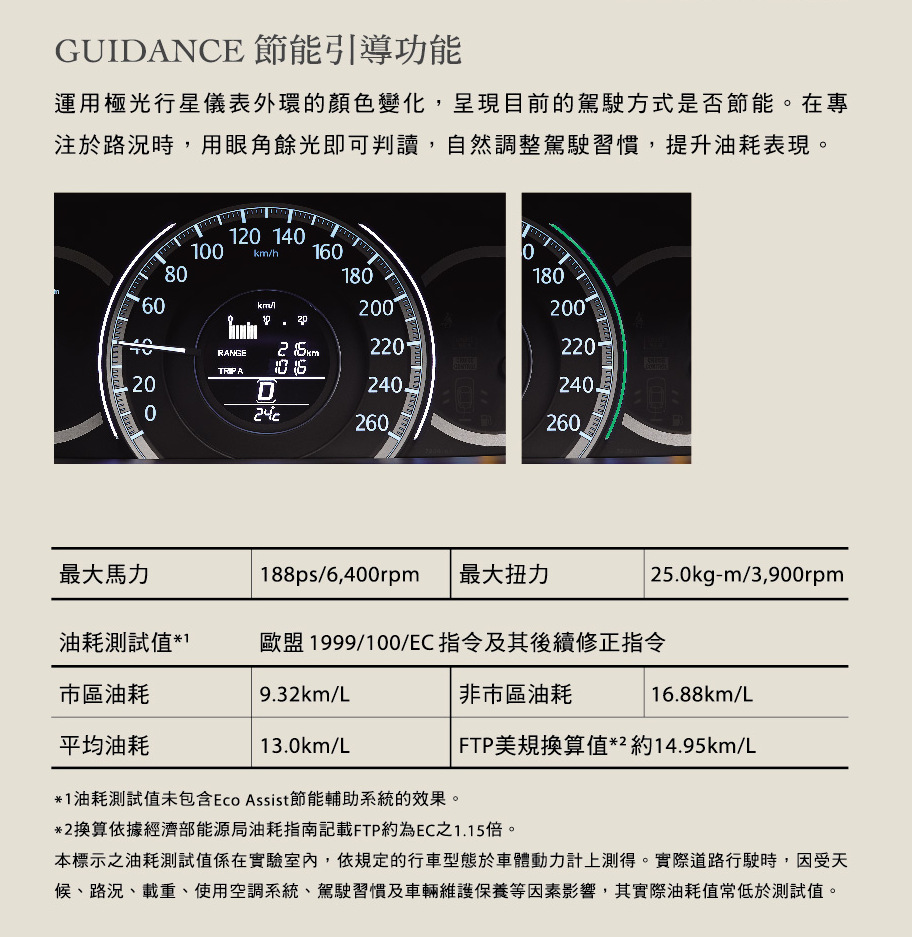 GUIDANCE 節能引導功能
運用極光行星儀表外環的顏色變化，呈現目前的駕駛方式是否節能。在專
注於路況時，用眼角餘光即可判讀，自然調整駕駛習慣，提升油耗表現。
0
20
40
60
80
100
120
140
160
180
200
220
240
260
km/h
km/l
0 10 . 20
RANGE 216km
TRIP A 101.6
D
24°c
0
180
200
220
240
260
最大馬力 188ps/6,400rpm 最大扭力 25.0kg-m/3,900rpm
油耗測試值*¹ 歐盟 1999/100/EC 指令及其後續修正指令
市區油耗 9.32km/L 非市區油耗 16.88km/L
平均油耗 13.0km/L FTP美規換算值*² 約14.95km/L
*1油耗測試值未包含Eco Assist節能輔助系統的效果。
*2換算依據經濟部能源局油耗指南記載FTP約為EC之1.15倍。
本標示之油耗測試值係在實驗室內，依規定的行車型態於車體動力計上測得。實際道路行駛時，因受天
候、路況、載重、使用空調系統、駕駛習慣及車輛維護保養等因素影響，其實際油耗值常低於測試值。